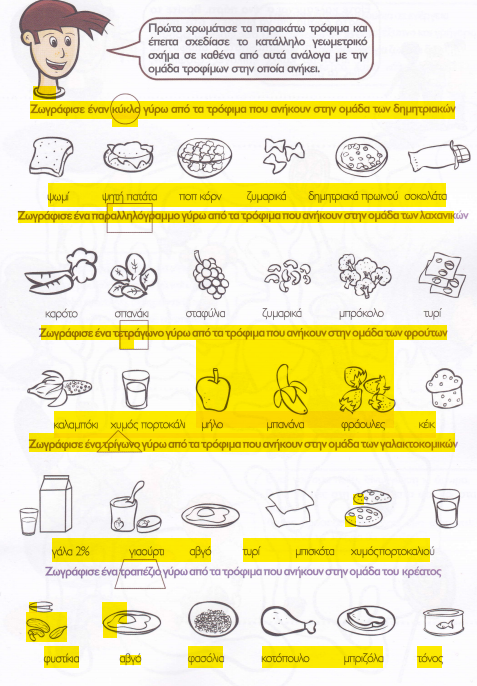 Πρώτα χρωμάτισε τα παρακάτω τρόφιμα και
έπειτα σχεδίασε το κατάλληλο γεωμετρικό
σχήμα σε καθένα από αυτά ανάλογα με την
ομάδα τροφίμων στην οποία ανήκει.
Ζωγράφισε έναν κύκλο γύρω από τα τρόφιμα που ανήκουν στην ομάδα των δημητριακών
ψωμί ψητή πατάτα ποπ κόρν ζυμαρικά δημητριακά πρωινού σοκολάτα
Ζωγράφισε ένα παραλληλόγραμμο γύρω από τα τρόφιμα που ανήκουν στην ομάδα των λαχανικών
καρότο σπανάκι σταφύλια ζυμαρικά μπρόκολο τυρί
Ζωγράφισε ένα τετράγωνο γύρω από τα τρόφιμα που ανήκουν στην ομάδα των φρούτων
καλαμπόκι χυμός πορτοκάλι μήλο μπανάνα φράουλες κέικ
Ζωγράφισε ένα τρίγωνο γύρω από τα τρόφιμα που ανήκουν στην ομάδα των γαλακτοκομικών
γάλα 2% γιαούρτι αβγό τυρί μπισκότα χυμόςπορτοκαλιού
Ζωγράφισε ένα τραπέζιο γύρω από τα τρόφιμα που ανήκουν στην ομάδα του κρέατος
φυστίκια αβγό φασόλια κοτόπουλο μπριζόλα τόνος